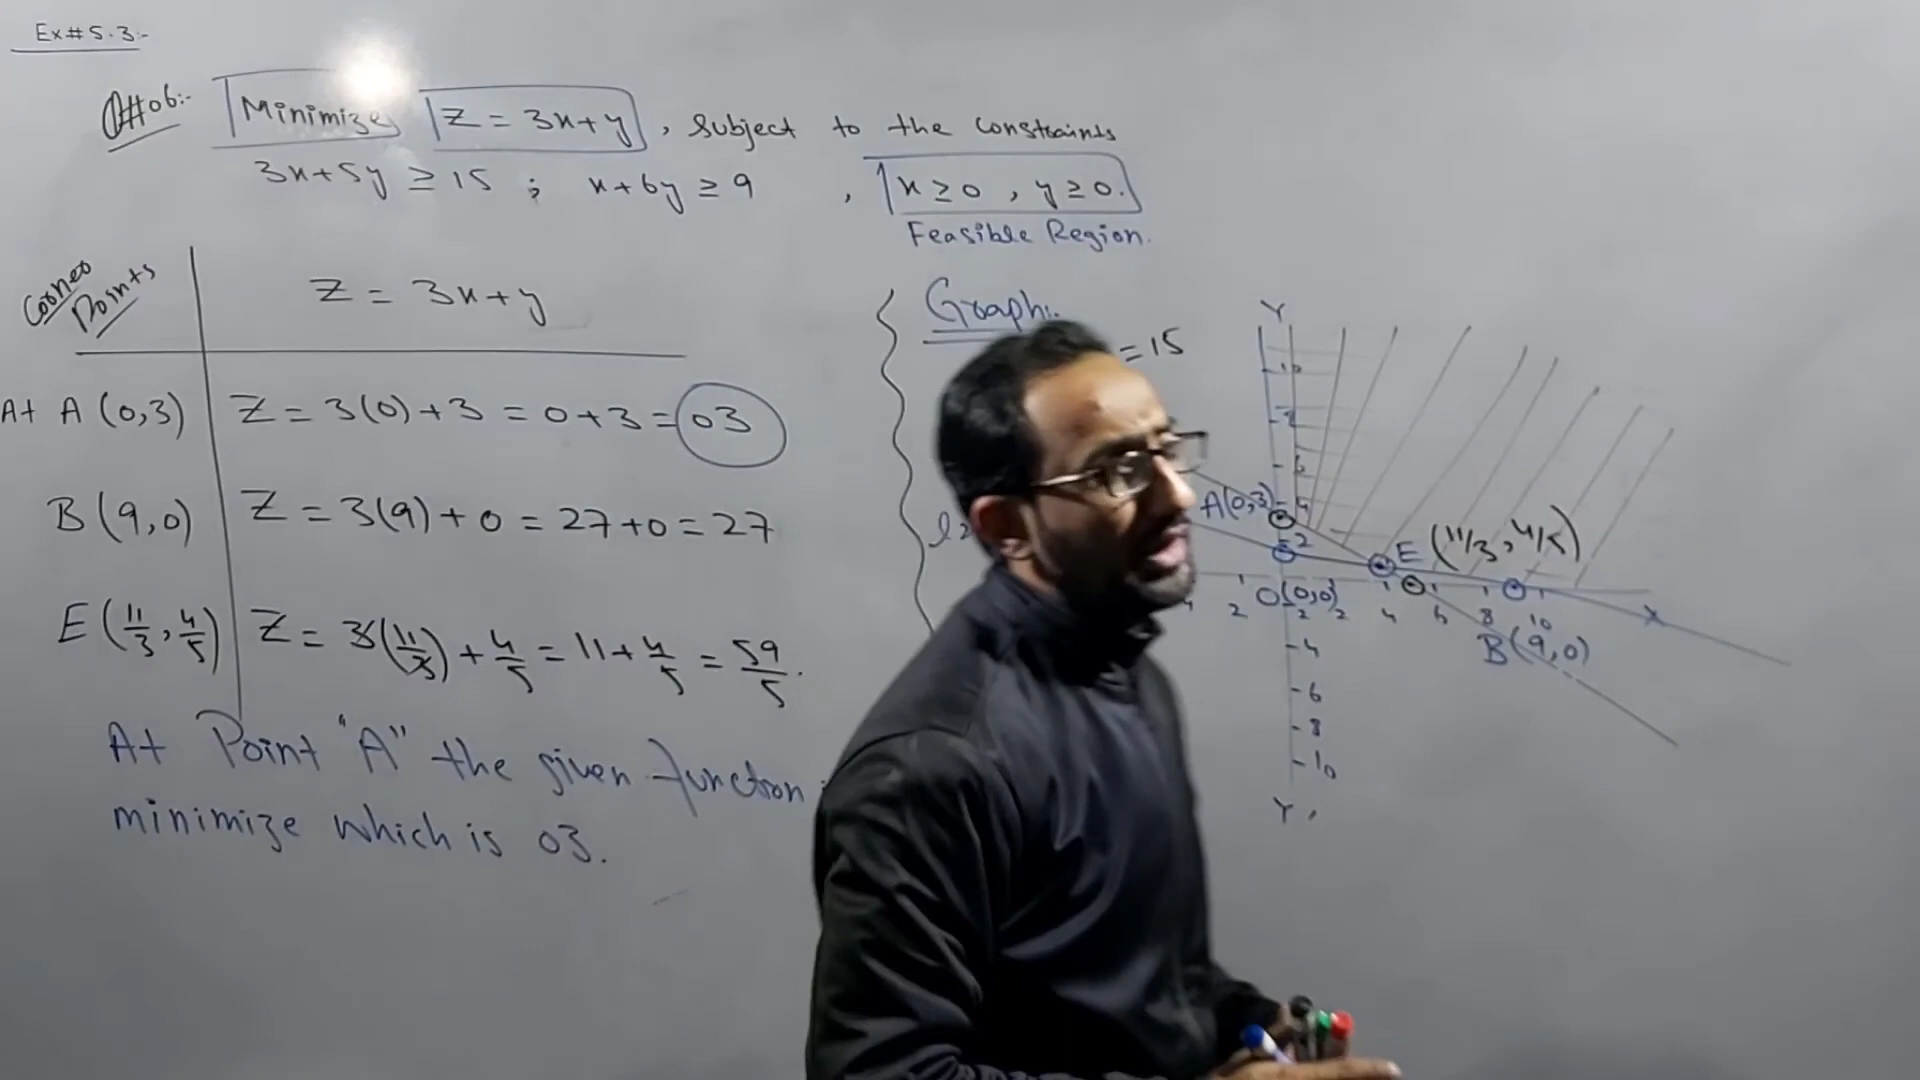 Ex#5.3:-
Q#06:- Minimize Z = 3x+y , Subject to the constraints
3x+5y ≥ 15 ; x+6y ≥ 9 , x ≥ 0 , y ≥ 0.
Feasible Region.
Corner Points
Z = 3x+y
At A (0,3) Z = 3(0)+3 = 0+3 = 03
B (9,0) Z = 3(9)+0 = 27+0 = 27
E (11/3, 4/5) Z = 3(11/3) + 4/5 = 11 + 4/5 = 59/5.
At Point "A" the given function
minimize which is 03.
Graph:.
= 15
Y
10
6
A(0,3) 4
2
E (11/3, 4/5)
2 O(0,0) 2 4 6 8 10 X
B(9,0)
-4
-6
-8
-10
Y'